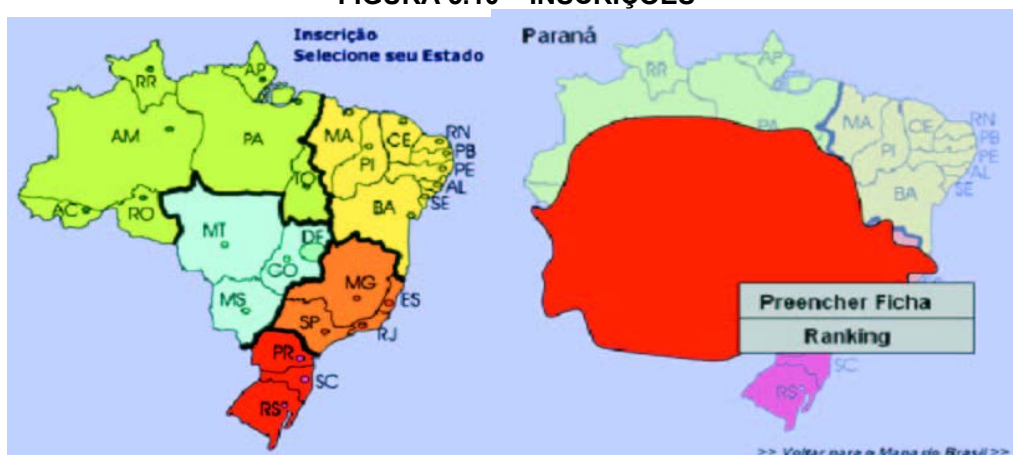 Inscrição
Selecione seu Estado
RR
AP
AM
PA
MA
CE
RN
PB
PI
PE
AL
SE
TO
AC
RO
BA
MT
DF
GO
MG
ES
MS
SP
RJ
PR
SC
RS
Paraná
RR
AP
PA
MA
CE
RN
PB
PI
PE
AL
SE
BA
Preencher Ficha
Ranking
SC
RS
>> Voltar para o Mapa do Brasil >>